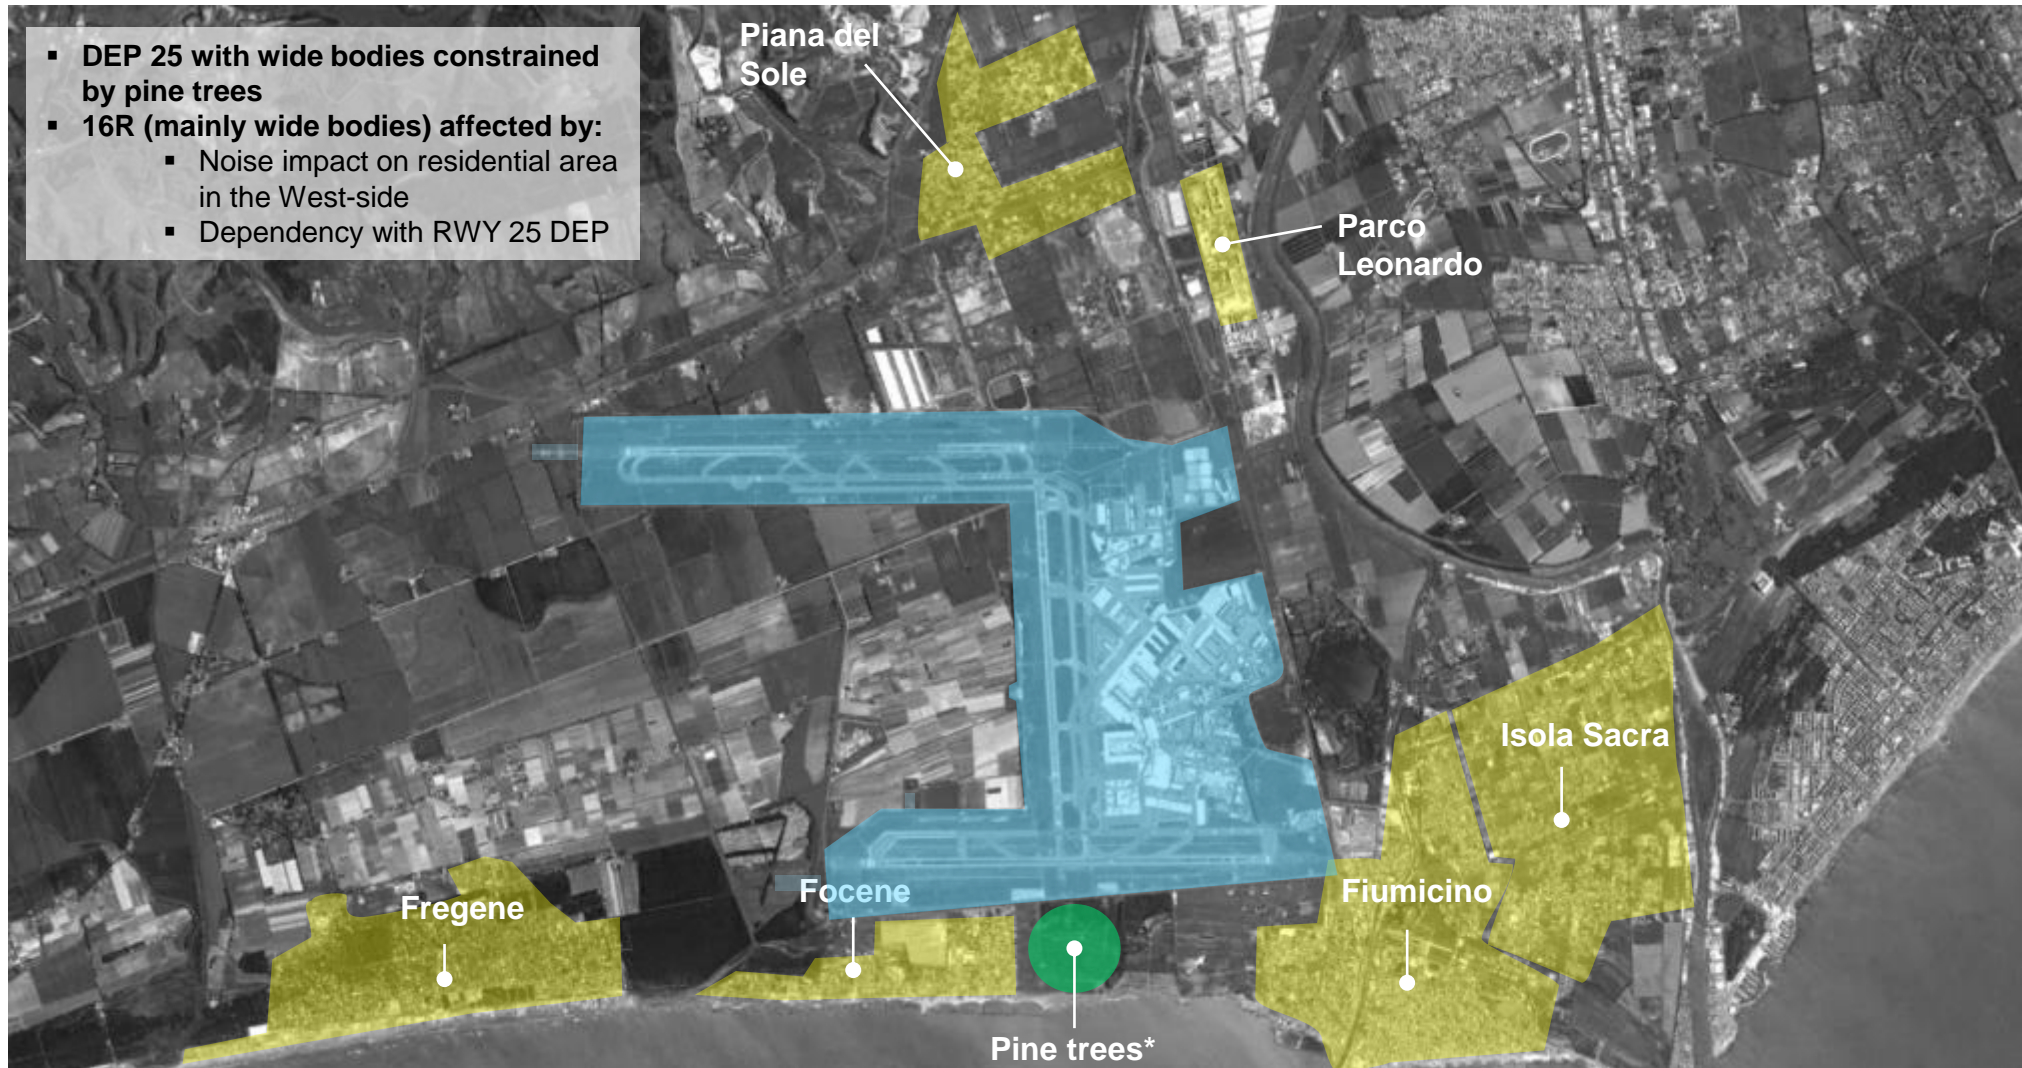 ▪ DEP 25 with wide bodies constrained
by pine trees
▪ 16R (mainly wide bodies) affected by:
▪ Noise impact on residential area
in the West-side
▪ Dependency with RWY 25 DEP
Piana del
Sole
Parco
Leonardo
Isola Sacra
Fregene
Focene
Fiumicino
Pine trees*